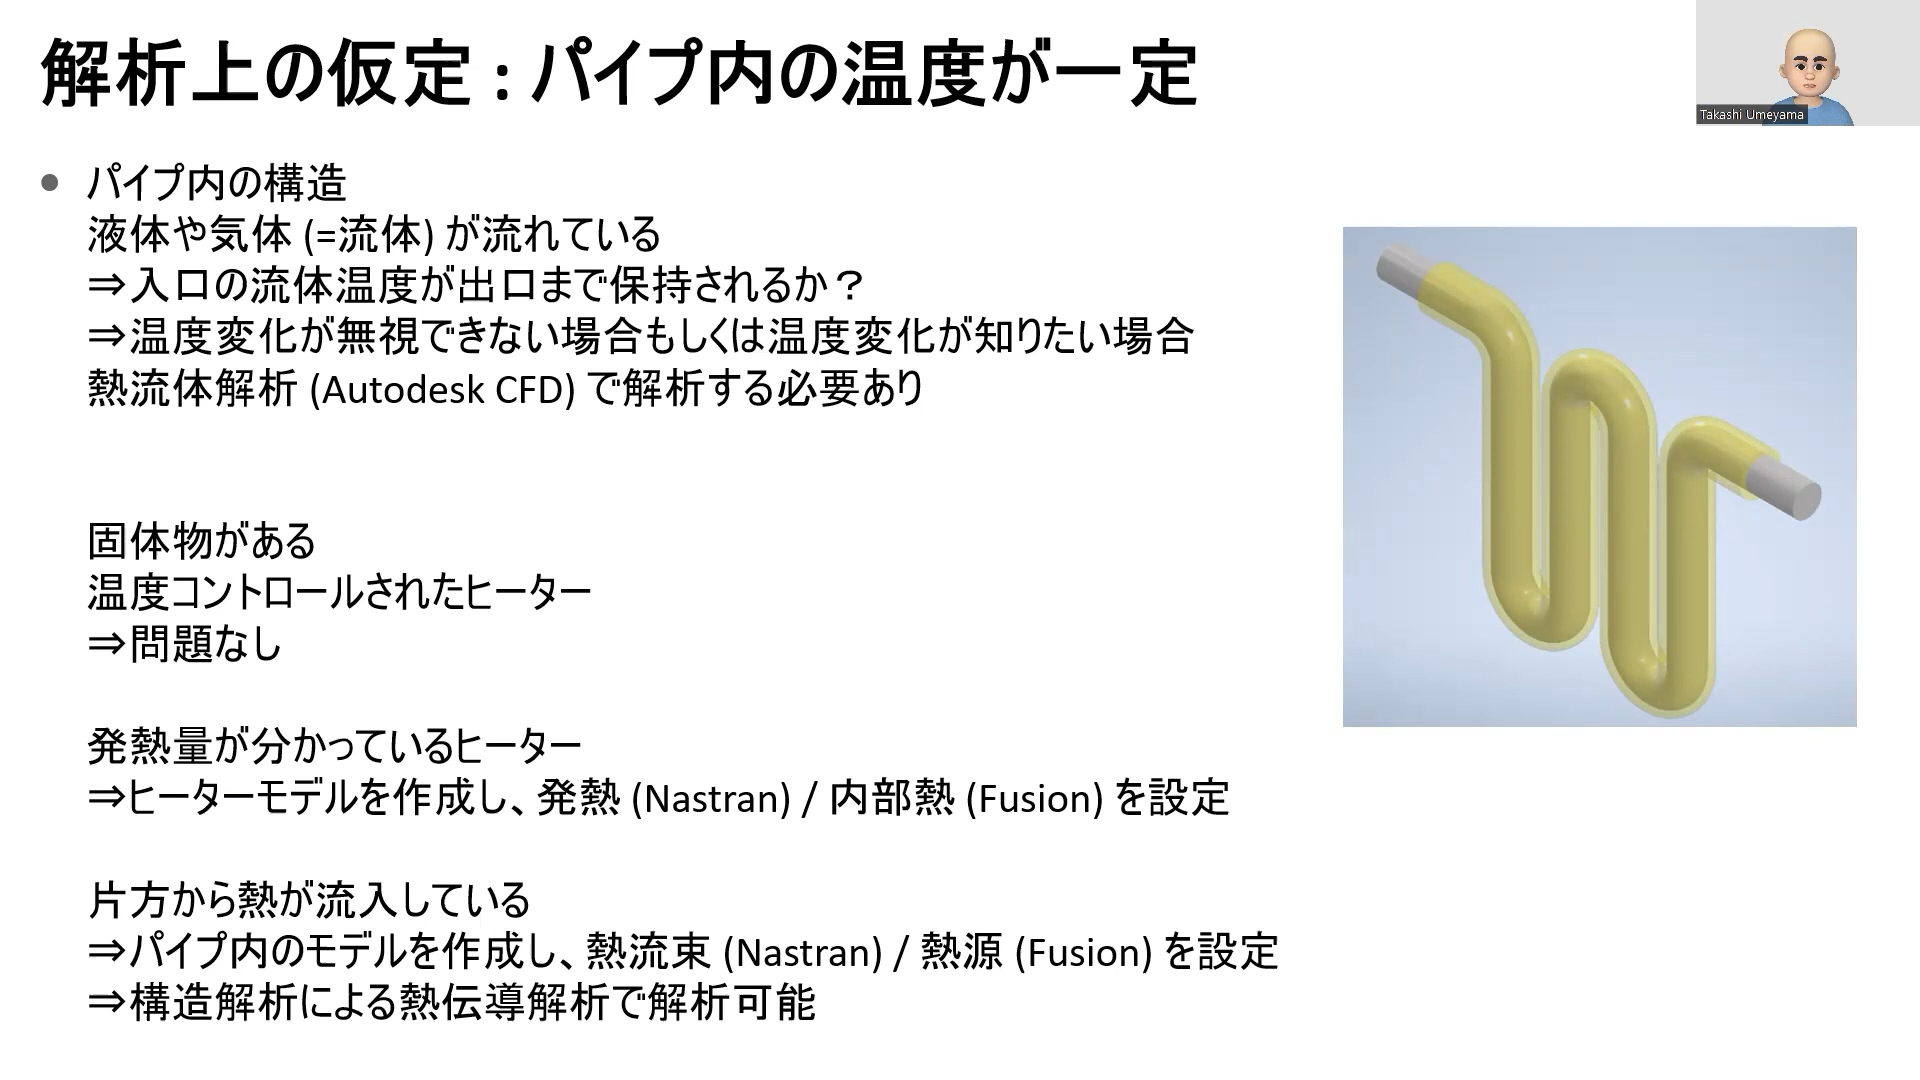 解析上の仮定 : パイプ内の温度が一定
Takashi Umeyama
● パイプ内の構造
液体や気体 (=流体) が流れている
⇒入口の流体温度が出口まで保持されるか？
⇒温度変化が無視できない場合もしくは温度変化が知りたい場合
熱流体解析 (Autodesk CFD) で解析する必要あり
固体物がある
温度コントロールされたヒーター
⇒問題なし
発熱量が分かっているヒーター
⇒ヒーターモデルを作成し、発熱 (Nastran) / 内部熱 (Fusion) を設定
片方から熱が流入している
⇒パイプ内のモデルを作成し、熱流束 (Nastran) / 熱源 (Fusion) を設定
⇒構造解析による熱伝導解析で解析可能